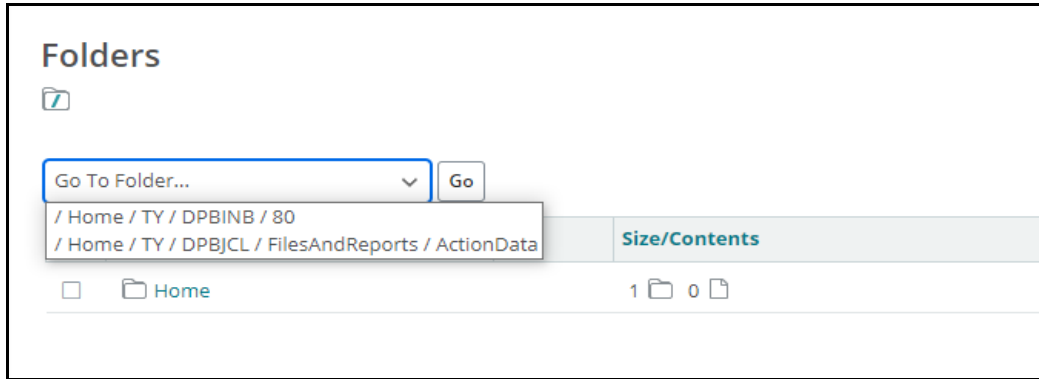 Folders
Go To Folder... Go
/ Home / TY / DPBINB / 80
/ Home / TY / DPBJCL / FilesAndReports / ActionData
Size/Contents
Home 1 0